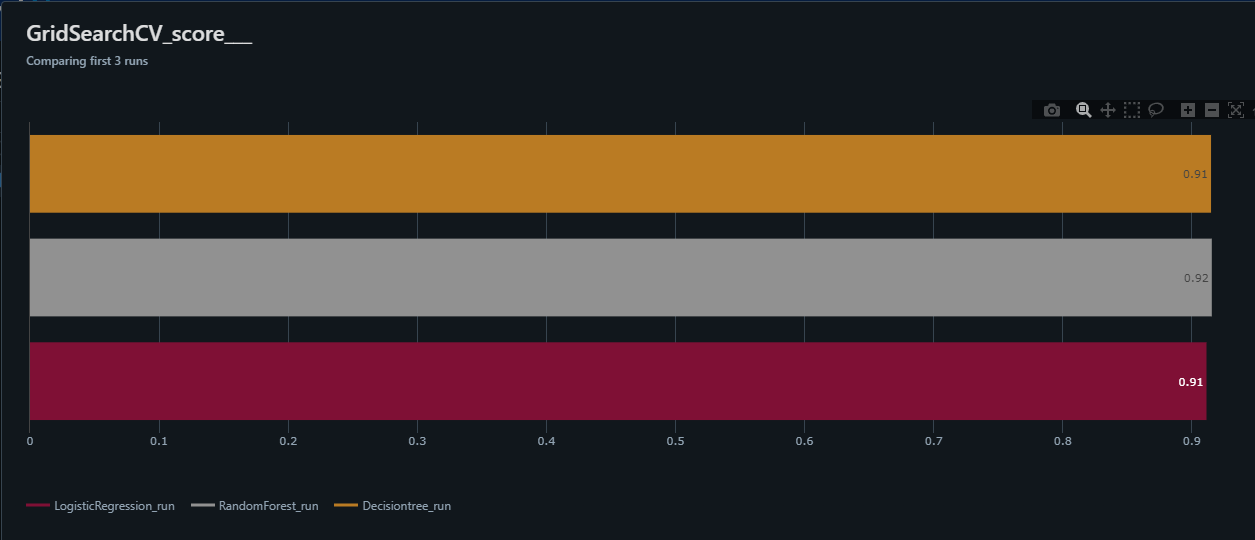 GridSearchCV_score___
Comparing first 3 runs
0.91
0.92
0.91
0 0.1 0.2 0.3 0.4 0.5 0.6 0.7 0.8 0.9
LogisticRegression_run RandomForest_run Decisiontree_run